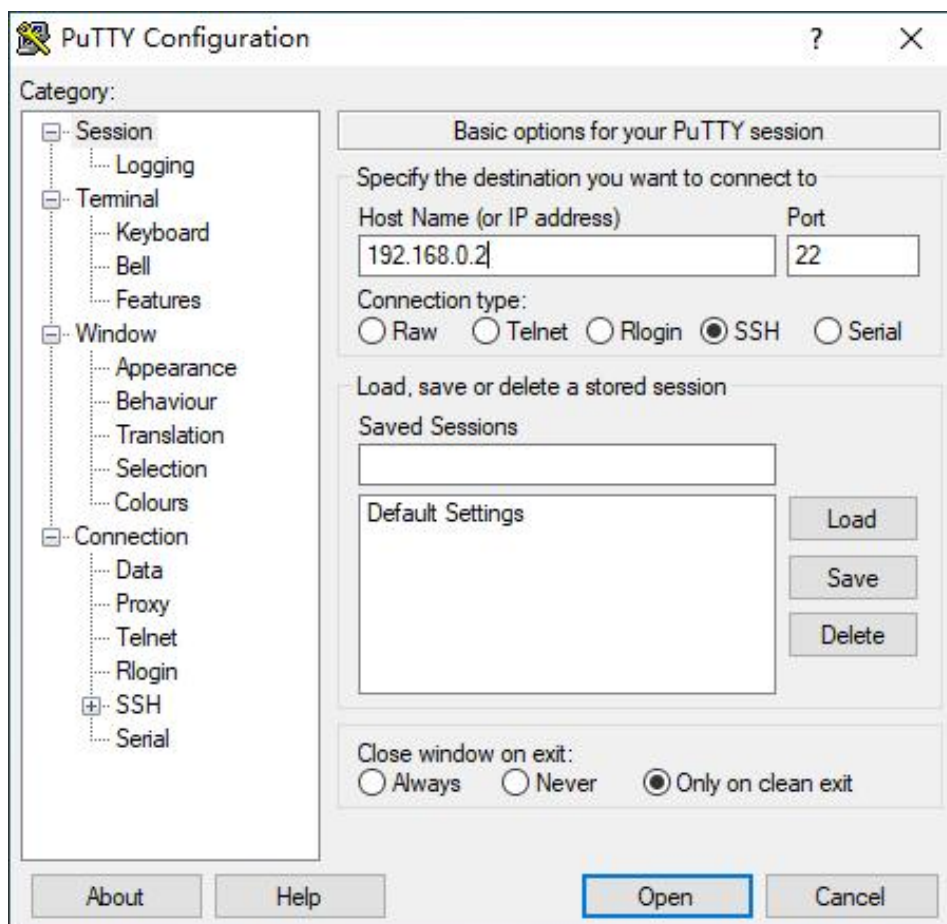 PuTTY Configuration
?
Category:
Session
Logging
Terminal
Keyboard
Bell
Features
Window
Appearance
Behaviour
Translation
Selection
Colours
Connection
Data
Proxy
Telnet
Rlogin
SSH
Serial
Basic options for your PuTTY session
Specify the destination you want to connect to
Host Name (or IP address) Port
192.168.0.2 22
Connection type:
Raw Telnet Rlogin SSH Serial
Load, save or delete a stored session
Saved Sessions
Default Settings
Load
Save
Delete
Close window on exit:
Always Never Only on clean exit
About Help Open Cancel